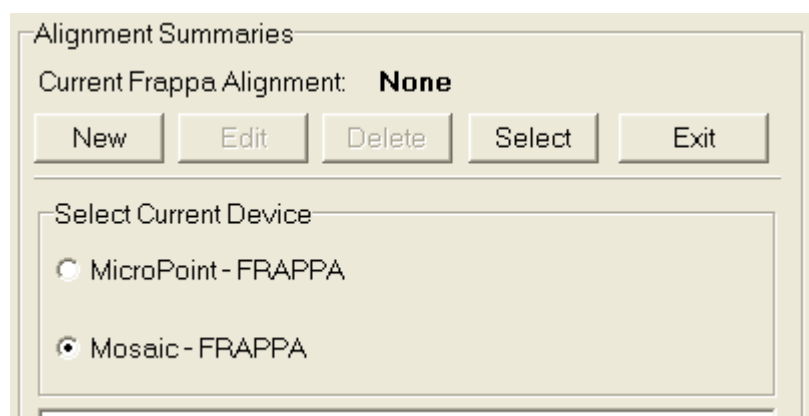 Alignment Summaries
Current Frappa Alignment: None
New Edit Delete Select Exit
Select Current Device
MicroPoint - FRAPPA
Mosaic - FRAPPA